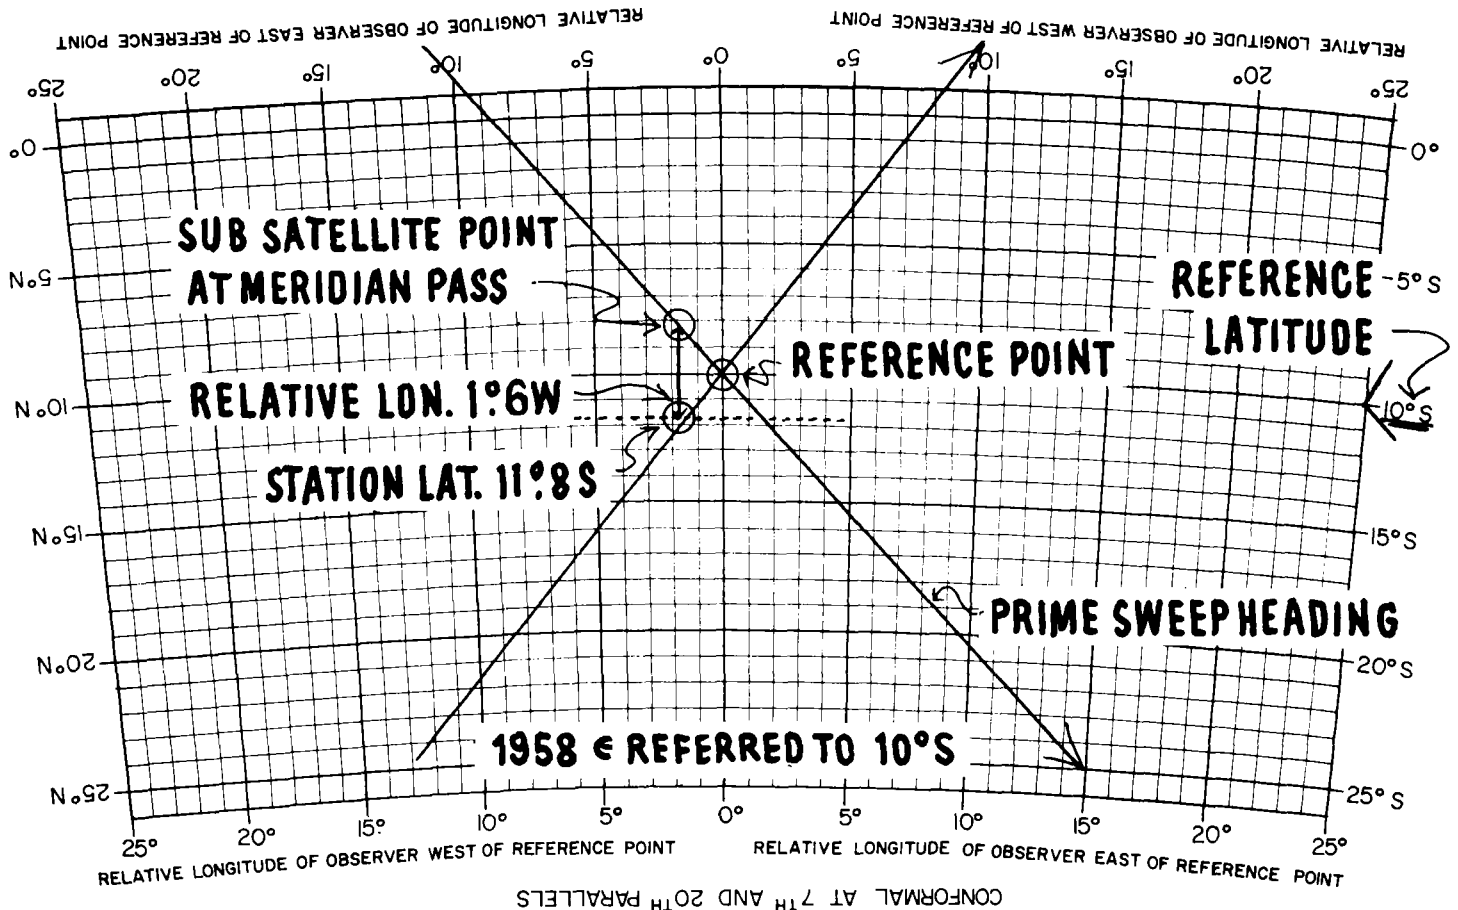 RELATIVE LONGITUDE OF OBSERVER EAST OF REFERENCE POINT
RELATIVE LONGITUDE OF OBSERVER WEST OF REFERENCE POINT
25° 20° 15° 10° 5° 0° 5° 10° 15° 20° 25°
0° 0°
SUB SATELLITE POINT
AT MERIDIAN PASS
5° N
REFERENCE
LATITUDE
5° S
REFERENCE POINT
RELATIVE LON. 1°.6W
10° N
10° S
STATION LAT. 11°.8 S
15° N
15° S
PRIME SWEEP HEADING
20° N
20° S
1958 ϵ REFERRED TO 10°S
25° N
25° S
25° 20° 15° 10° 5° 0° 5° 10° 15° 20° 25°
RELATIVE LONGITUDE OF OBSERVER WEST OF REFERENCE POINT
RELATIVE LONGITUDE OF OBSERVER EAST OF REFERENCE POINT
CONFORMAL AT 7TH AND 20TH PARALLELS